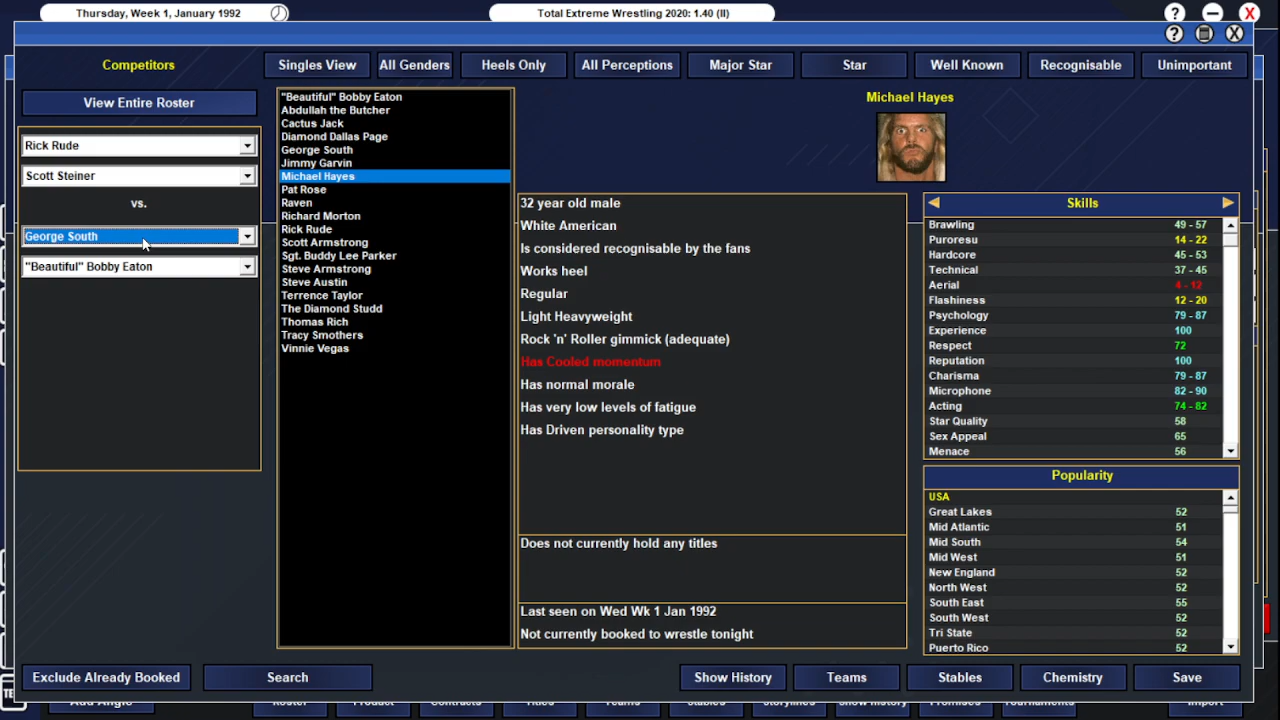 Thursday, Week 1, January 1992
Total Extreme Wrestling 2020: 1.40 (II)
? X
? X
Competitors
Singles View
All Genders
Heels Only
All Perceptions
Major Star
Star
Well Known
Recognisable
Unimportant
View Entire Roster
Rick Rude
Scott Steiner
vs.
George South
"Beautiful" Bobby Eaton
"Beautiful" Bobby Eaton
Abdullah the Butcher
Cactus Jack
Diamond Dallas Page
George South
Jimmy Garvin
Michael Hayes
Pat Rose
Raven
Richard Morton
Rick Rude
Scott Armstrong
Sgt. Buddy Lee Parker
Steve Armstrong
Steve Austin
Terrence Taylor
The Diamond Studd
Thomas Rich
Tracy Smothers
Vinnie Vegas
Michael Hayes
32 year old male
White American
Is considered recognisable by the fans
Works heel
Regular
Light Heavyweight
Rock 'n' Roller gimmick (adequate)
Has Cooled momentum
Has normal morale
Has very low levels of fatigue
Has Driven personality type
Does not currently hold any titles
Last seen on Wed Wk 1 Jan 1992
Not currently booked to wrestle tonight
Skills
Brawling 49 - 57
Puroresu 14 - 22
Hardcore 45 - 53
Technical 37 - 45
Aerial 4 - 12
Flashiness 12 - 20
Psychology 79 - 87
Experience 100
Respect 72
Reputation 100
Charisma 79 - 87
Microphone 82 - 90
Acting 74 - 82
Star Quality 58
Sex Appeal 65
Menace 56
Popularity
USA
Great Lakes 52
Mid Atlantic 51
Mid South 54
Mid West 51
New England 52
North West 52
South East 55
South West 52
Tri State 52
Puerto Rico 52
Exclude Already Booked
Search
Show History
Teams
Stables
Chemistry
Save